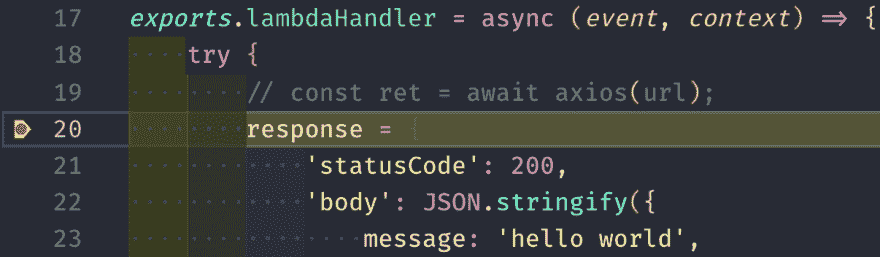 17 exports.lambdaHandler = async (event, context) => {
18 try {
19 // const ret = await axios(url);
20 response = {
21 'statusCode': 200,
22 'body': JSON.stringify({
23 message: 'hello world',